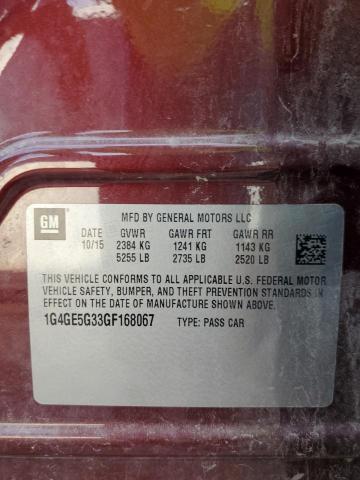 GM
MFD BY GENERAL MOTORS LLC
DATE GVWR GAWR FRT GAWR RR
10/15 2384 KG 1241 KG 1143 KG
5255 LB 2735 LB 2520 LB
THIS VEHICLE CONFORMS TO ALL APPLICABLE U.S. FEDERAL MOTOR
VEHICLE SAFETY, BUMPER, AND THEFT PREVENTION STANDARDS
IN EFFECT ON THE DATE OF MANUFACTURE SHOWN ABOVE.
1G4GE5G33GF168067 TYPE: PASS CAR